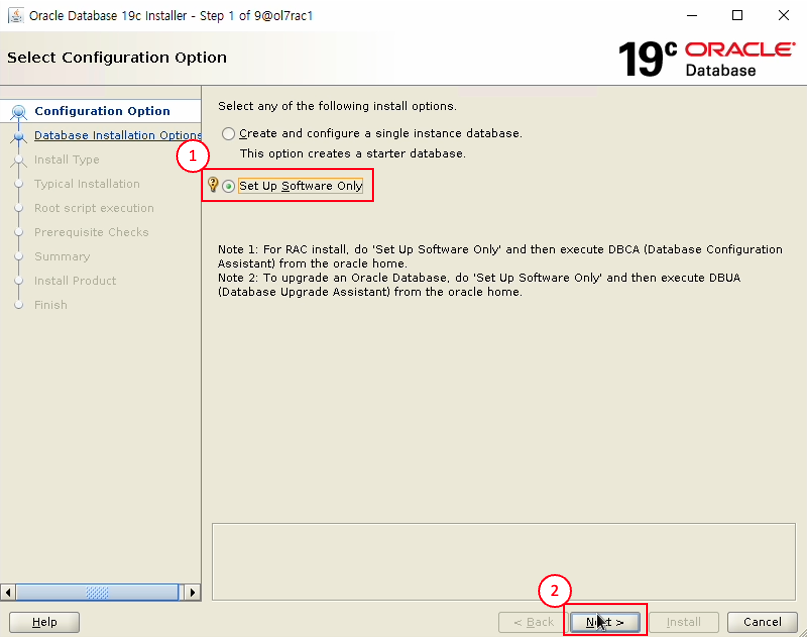 Oracle Database 19c Installer - Step 1 of 9@ol7rac1
Select Configuration Option
19c ORACLE
Database
Configuration Option
Database Installation Options
Install Type
Typical Installation
Root script execution
Prerequisite Checks
Summary
Install Product
Finish
Select any of the following install options.
Create and configure a single instance database.
This option creates a starter database.
1
Set Up Software Only
Note 1: For RAC install, do 'Set Up Software Only' and then execute DBCA (Database Configuration
Assistant) from the oracle home.
Note 2: To upgrade an Oracle Database, do 'Set Up Software Only' and then execute DBUA
(Database Upgrade Assistant) from the oracle home.
2
Help
< Back
Next >
Install
Cancel